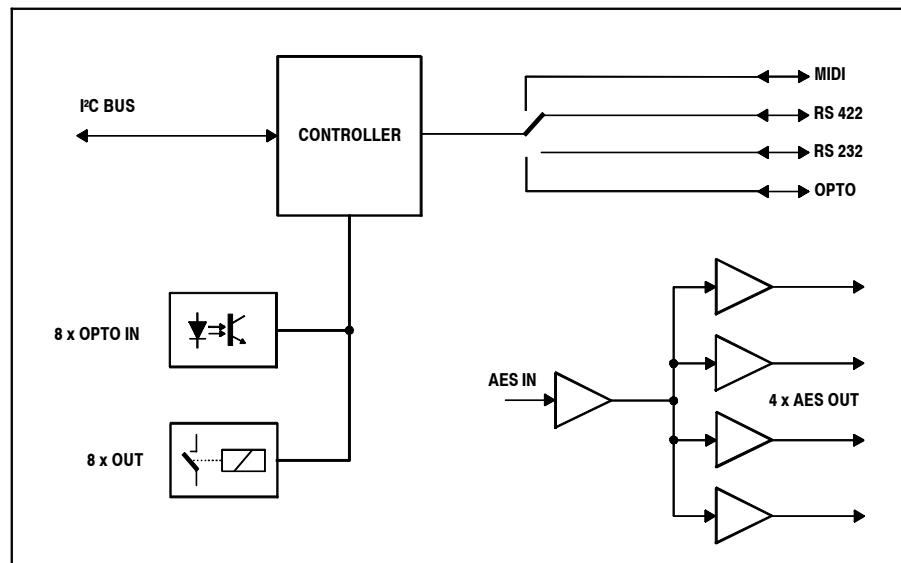 MIDI
I²C BUS
RS 422
CONTROLLER
RS 232
OPTO
8 x OPTO IN
AES IN
4 x AES OUT
8 x OUT